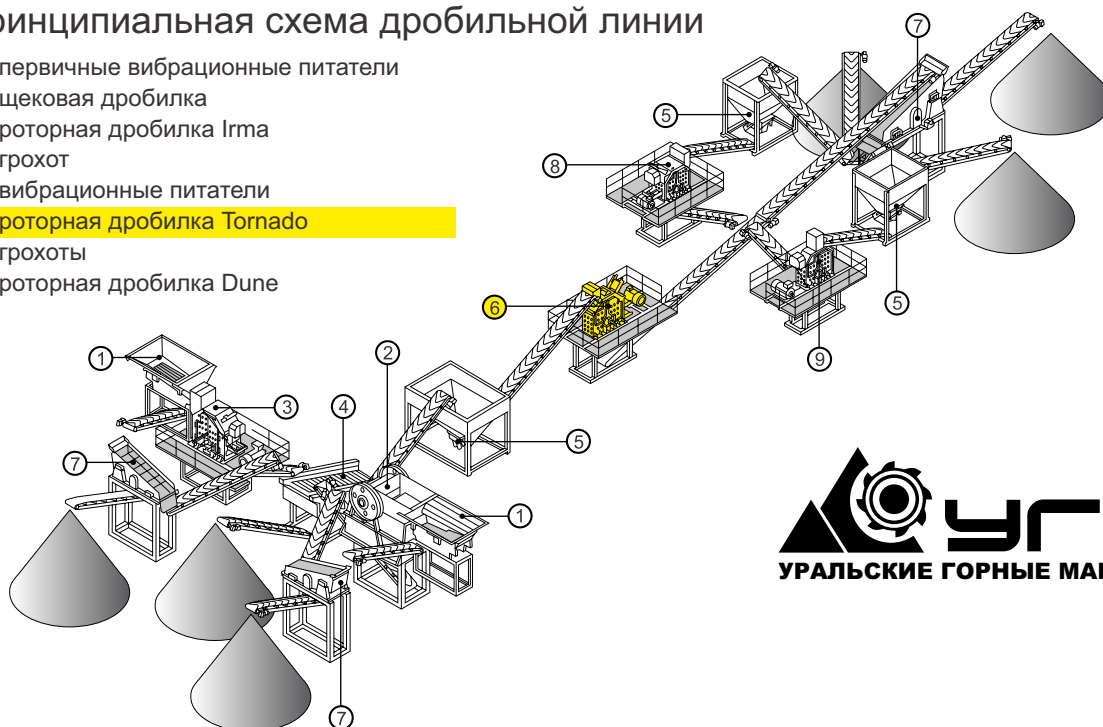 ринципиальная схема дробильной линии
первичные вибрационные питатели
щековая дробилка
роторная дробилка Irma
грохот
вибрационные питатели
роторная дробилка Tornado
грохоты
роторная дробилка Dune
7
5
8
5
6
9
1
2
3
4
5
7
1
7
УГ
УРАЛЬСКИЕ ГОРНЫЕ МА